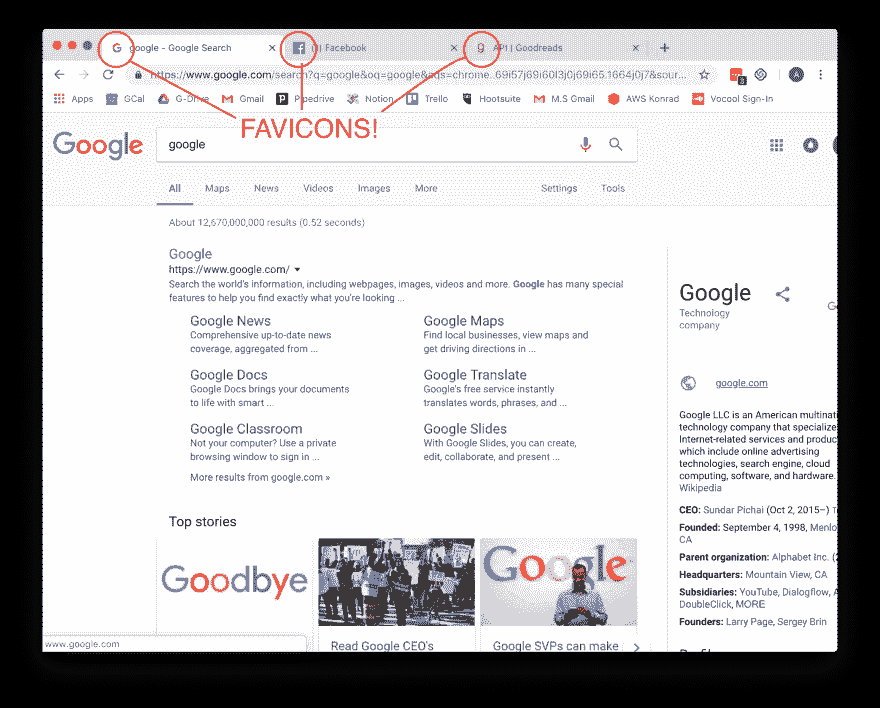 google - Google Search
Facebook
API | Goodreads
https://www.google.com/search?q=google&oq=google&aqs=chrome..69i57j69i60l3j0j69i65.1664j0j7&sour...
Apps GCal G-Drive Gmail Pipedrive Notion Trello Hootsuite M.S Gmail AWS Konrad Vocool Sign-In
FAVICONS!
Google
google
All Maps News Videos Images More Settings Tools
About 12,670,000,000 results (0.52 seconds)
Google
https://www.google.com/
Search the world's information, including webpages, images, videos and more. Google has many special
features to help you find exactly what you're looking ...
Google News
Comprehensive up-to-date news
coverage, aggregated from ...
Google Maps
Find local businesses, view maps and
get driving directions in ...
Google Docs
Google Docs brings your documents
to life with smart ...
Google Translate
Google's free service instantly
translates words, phrases, and ...
Google Classroom
Not your computer? Use a private
browsing window to sign in ...
Google Slides
With Google Slides, you can create,
edit, collaborate, and present ...
More results from google.com »
Top stories
Goodbye
Google
Read Google CEO's
Google SVPs can make
www.google.com
Google
Technology
company
google.com
Google LLC is an American multinati
technology company that specialize
Internet-related services and produc
which include online advertising
technologies, search engine, cloud
computing, software, and hardware.
Wikipedia
CEO: Sundar Pichai (Oct 2, 2015–)
Founded: September 4, 1998, Menlo
CA
Parent organization: Alphabet Inc. (
Headquarters: Mountain View, CA
Subsidiaries: YouTube, Dialogflow, A
DoubleClick, MORE
Founders: Larry Page, Sergey Brin